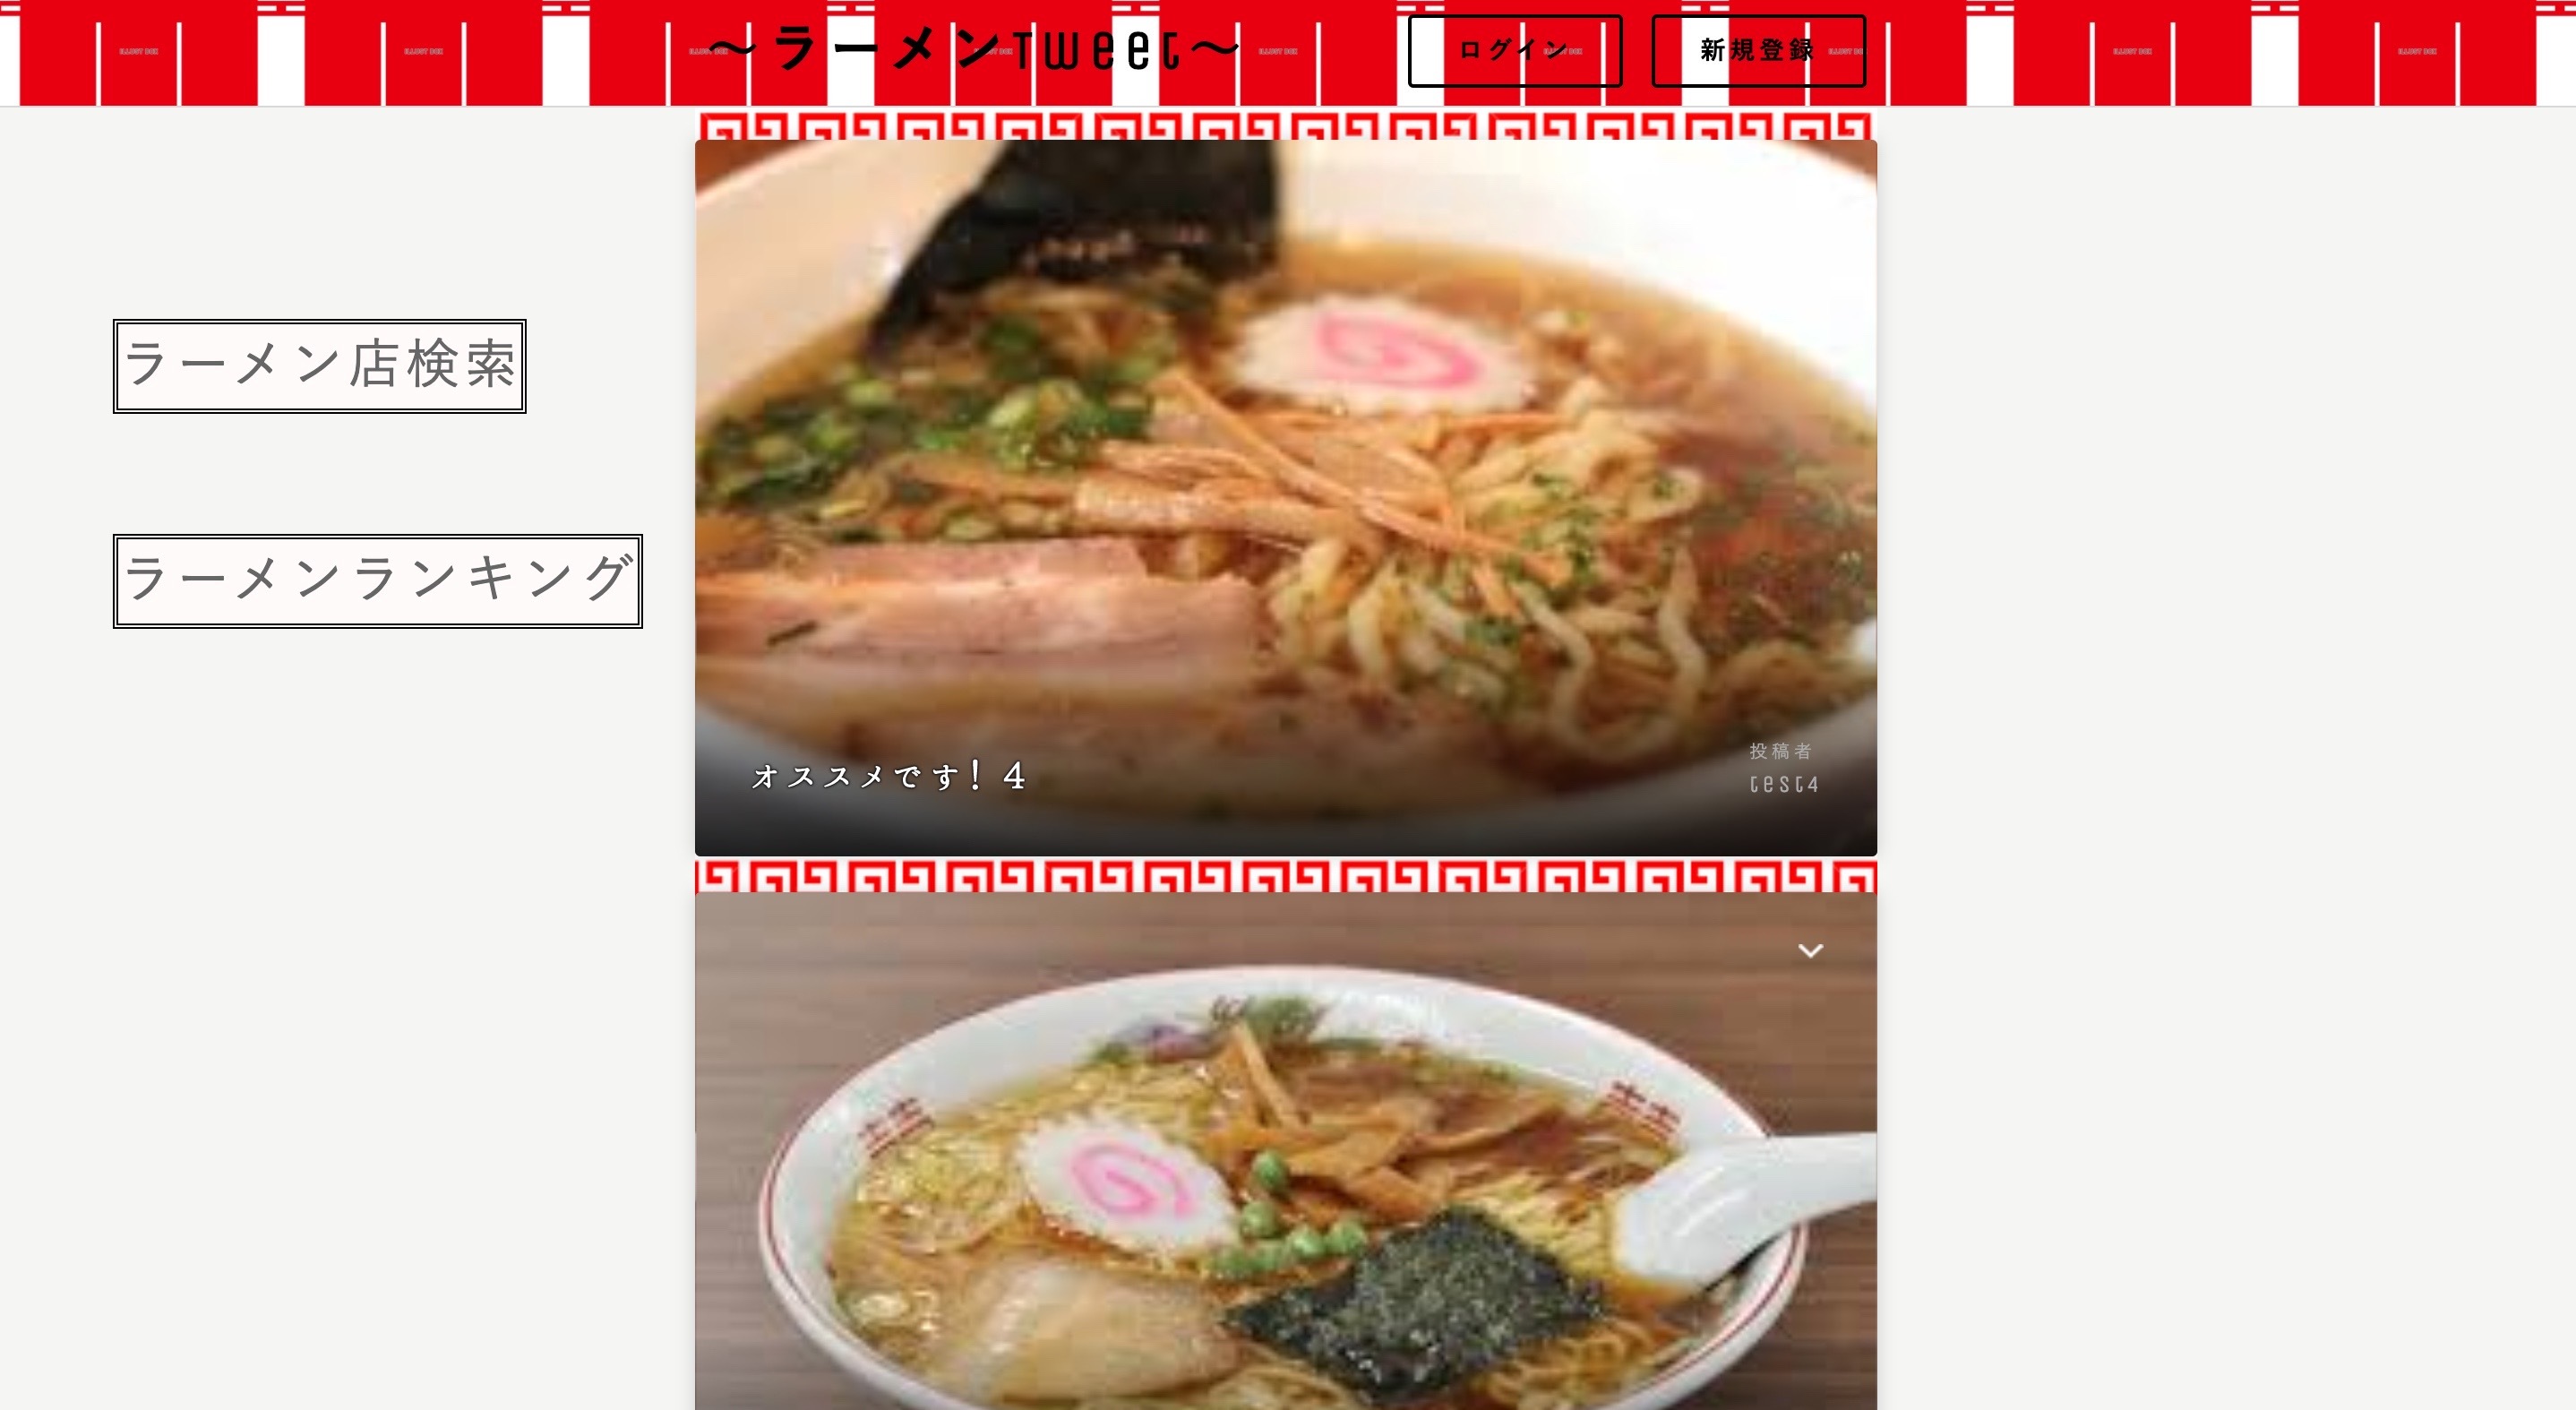 〜ラーメンTweet〜
ログイン
新規登録
ラーメン店検索
ラーメンランキング
オススメです！４
投稿者
test4